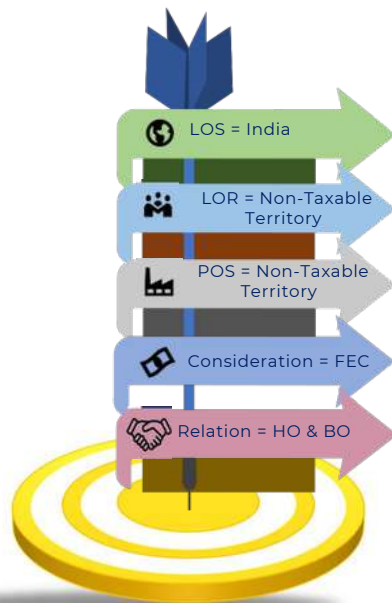 LOS = India
LOR = Non-Taxable
Territory
POS = Non-Taxable
Territory
Consideration = FEC
Relation = HO & BO